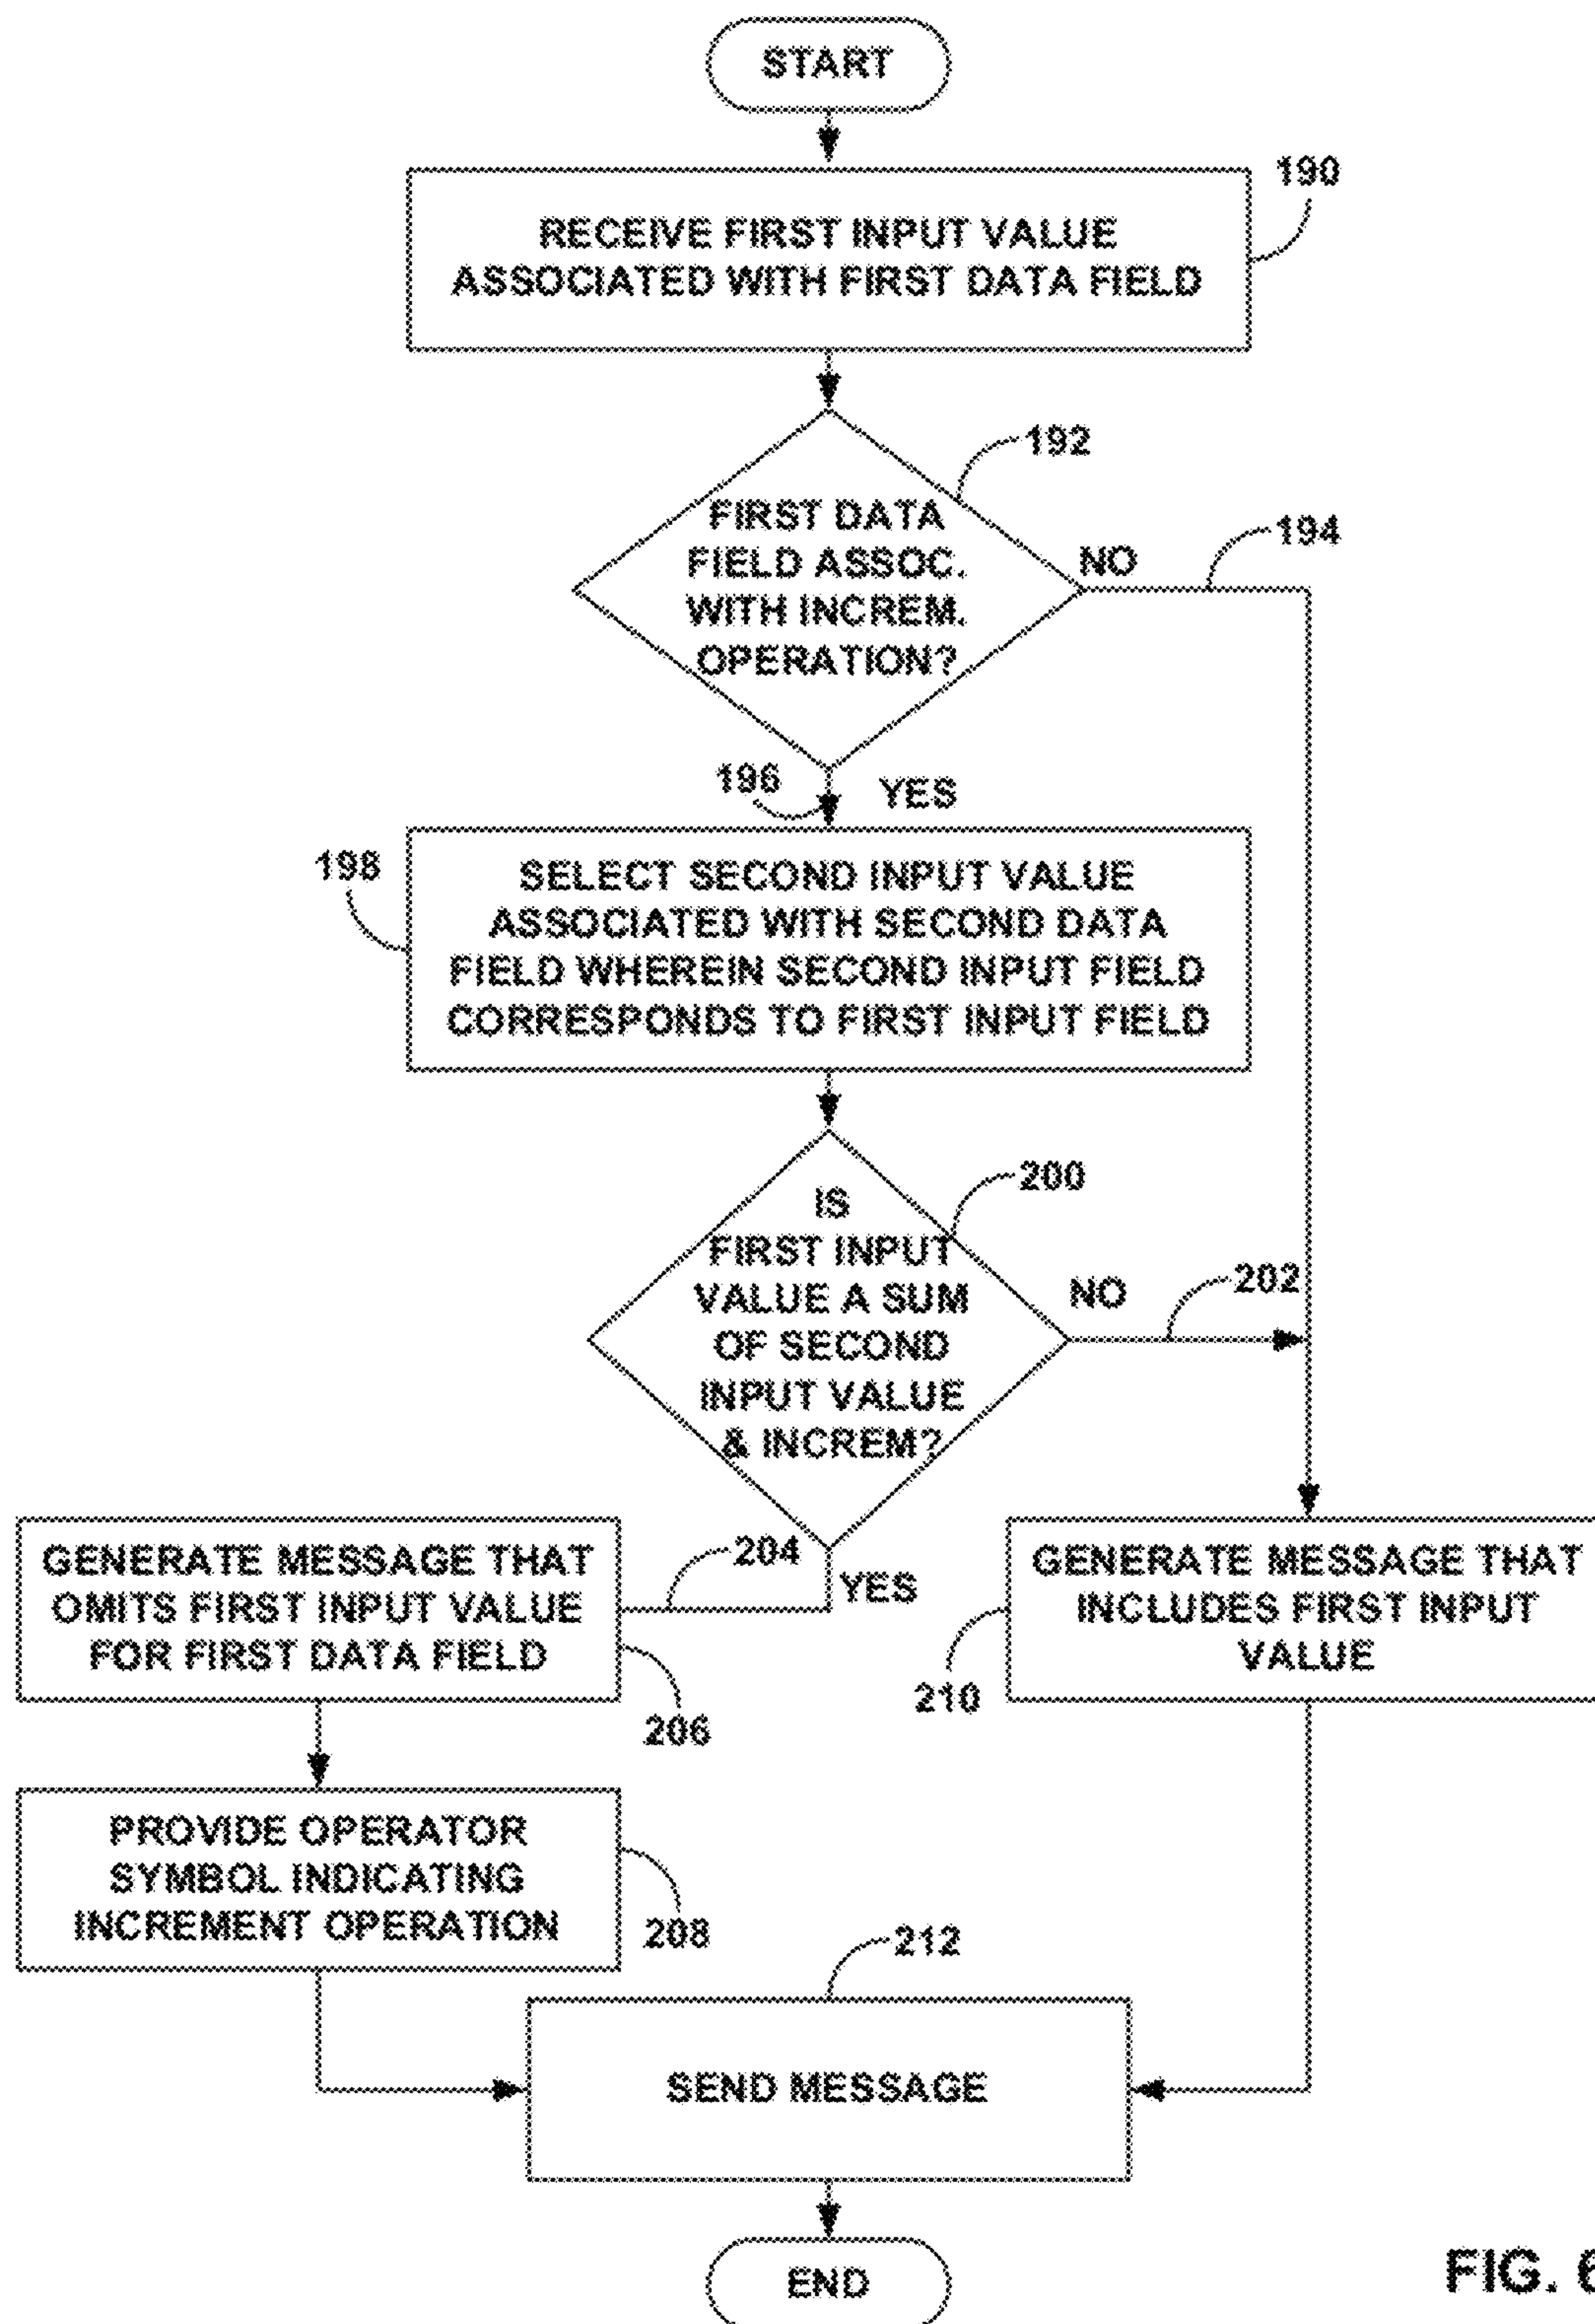 START
190
RECEIVE FIRST INPUT VALUE
ASSOCIATED WITH FIRST DATA FIELD
192
FIRST DATA
FIELD ASSOC.
WITH INCREM.
OPERATION?
NO
194
196
YES
198
SELECT SECOND INPUT VALUE
ASSOCIATED WITH SECOND DATA
FIELD WHEREIN SECOND INPUT FIELD
CORRESPONDS TO FIRST INPUT FIELD
200
IS
FIRST INPUT
VALUE A SUM
OF SECOND
INPUT VALUE
& INCREM?
NO
202
204
YES
GENERATE MESSAGE THAT
OMITS FIRST INPUT VALUE
FOR FIRST DATA FIELD
206
GENERATE MESSAGE THAT
INCLUDES FIRST INPUT
VALUE
210
PROVIDE OPERATOR
SYMBOL INDICATING
INCREMENT OPERATION
208
212
SEND MESSAGE
END
FIG. 6